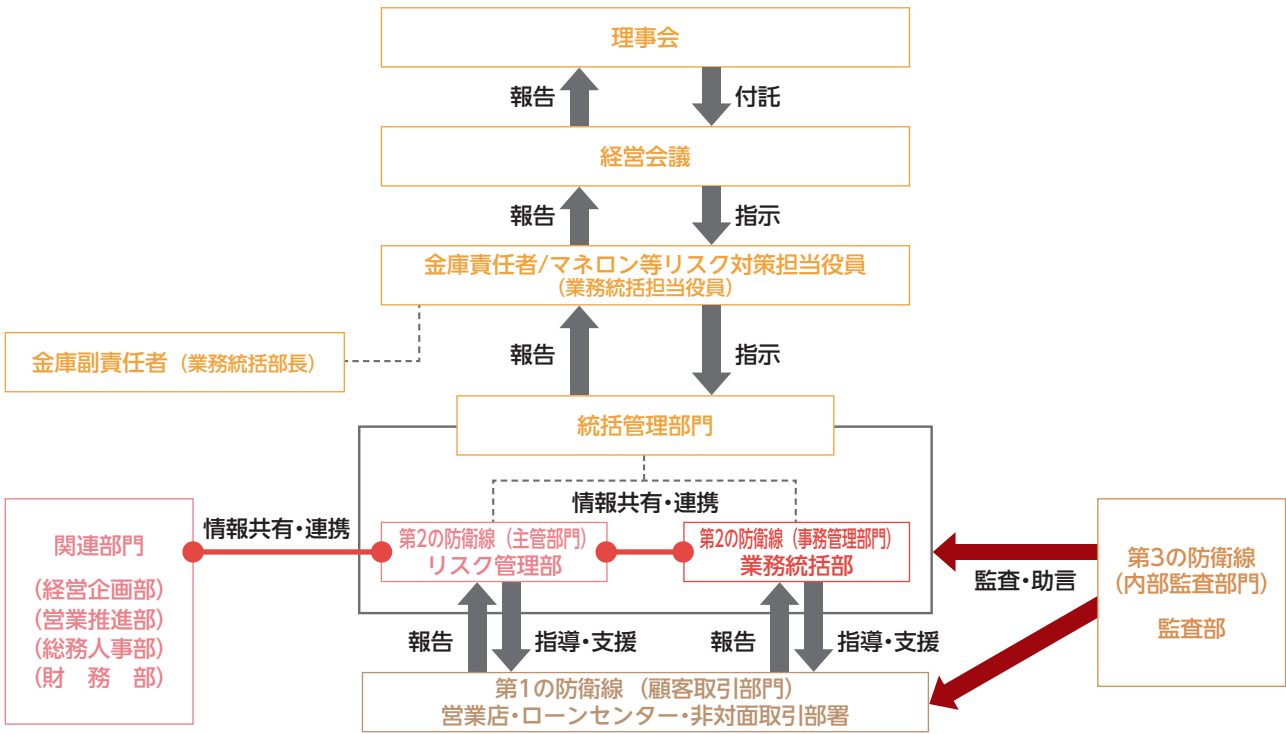 理事会
報告
付託
経営会議
報告
指示
金庫責任者/マネロン等リスク対策担当役員
（業務統括担当役員）
金庫副責任者（業務統括部長）
報告
指示
統括管理部門
情報共有・連携
関連部門
（経営企画部）
（営業推進部）
（総務人事部）
（財　務　部）
情報共有・連携
第2の防衛線（主管部門）
リスク管理部
第2の防衛線（事務管理部門）
業務統括部
監査・助言
第3の防衛線
（内部監査部門）
監査部
報告
指導・支援
報告
指導・支援
第1の防衛線（顧客取引部門）
営業店・ローンセンター・非対面取引部署